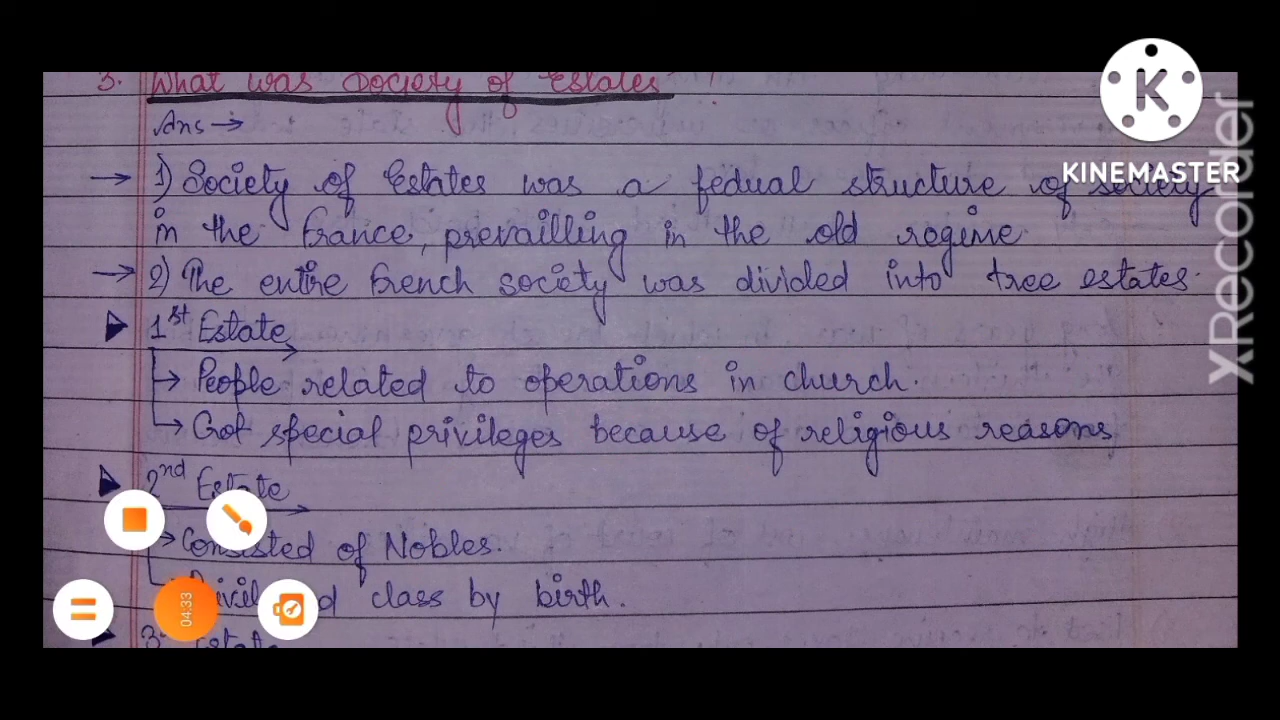 3. What was Society of Estates ?
Ans →
→ 1) Society of Estates was a fedual structure of society
in the france, prevailling in the old regime
→ 2) The entire french society was divided into tree estates.
1st Estate
→ People related to operations in church.
→ Got special privileges because of religious reasons
2nd Estate
→ Consisted of Nobles.
class by birth.
3 Estate
KINEMASTER
XRecorder
04:33